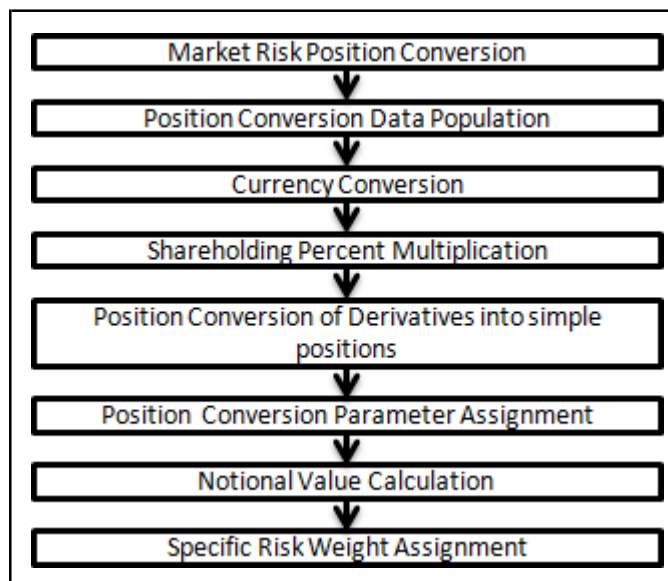 Market Risk Position Conversion
Position Conversion Data Population
Currency Conversion
Shareholding Percent Multiplication
Position Conversion of Derivatives into simple
positions
Position Conversion Parameter Assignment
Notional Value Calculation
Specific Risk Weight Assignment